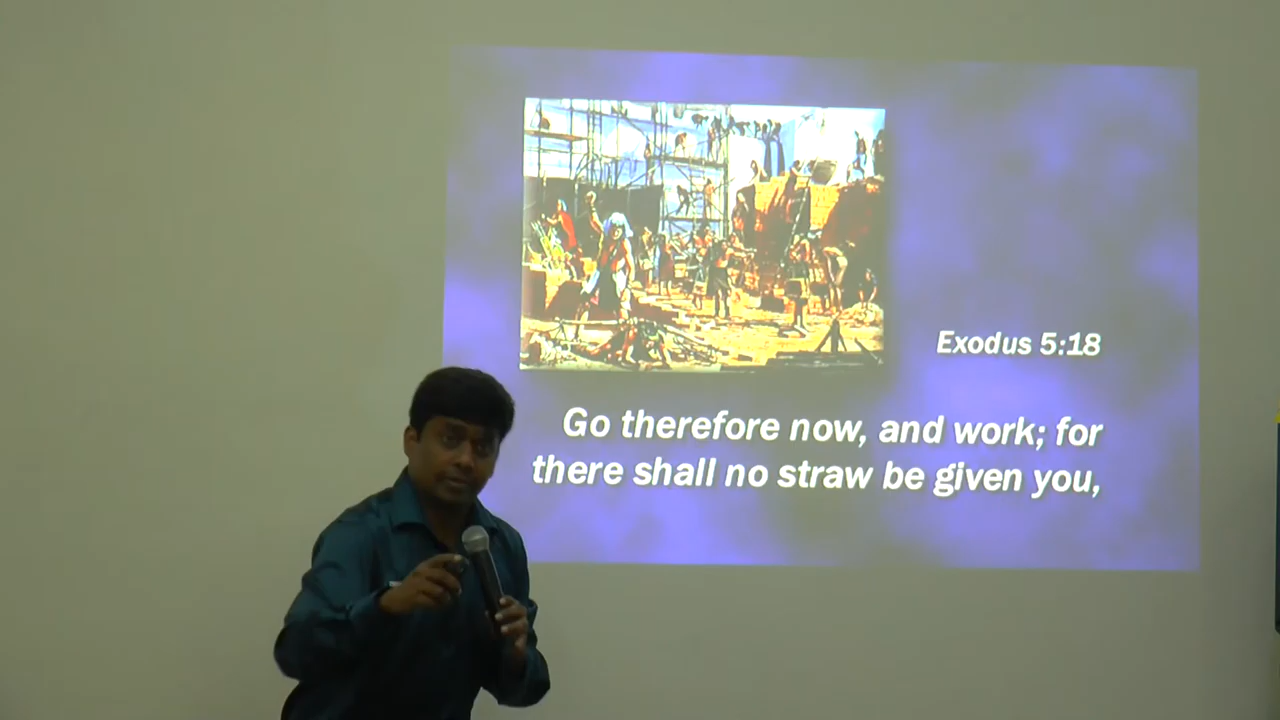 Exodus 5:18
Go therefore now, and work; for
there shall no straw be given you,